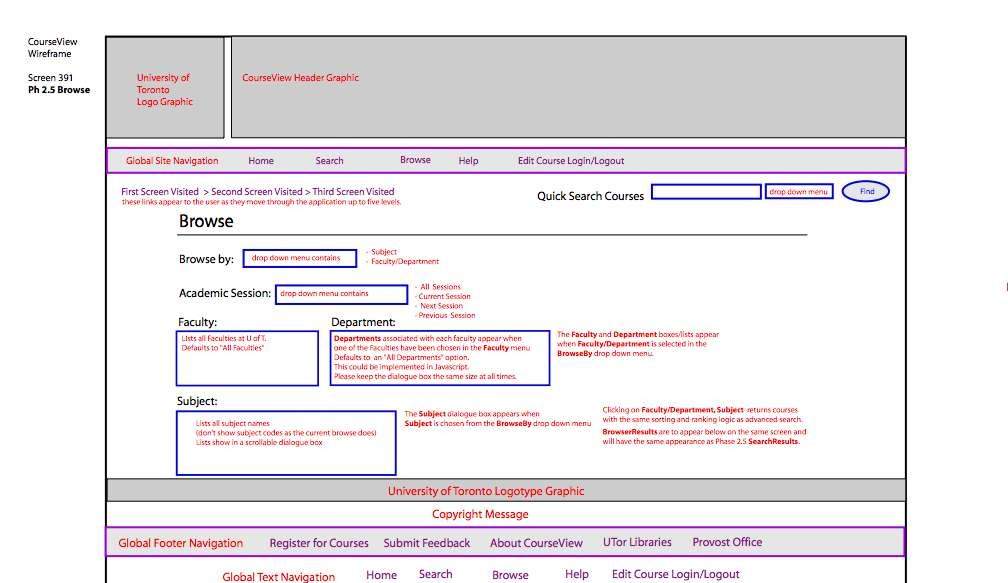 CourseView
Wireframe
Screen 391
Ph 2.5 Browse
University of
Toronto
Logo Graphic
CourseView Header Graphic
Global Site Navigation Home Search Browse Help Edit Course Login/Logout
First Screen Visited > Second Screen Visited > Third Screen Visited
these links appear to the user as they move through the application up to five levels.
Quick Search Courses drop down menu Find
Browse
Browse by: drop down menu contains
- Subject
- Faculty/Department
Academic Session: drop down menu contains
- All Sessions
- Current Session
- Next Session
- Previous Session
Faculty:
Lists all Faculties at U of T.
Defaults to "All Faculties"
Department:
Departments associated with each faculty appear when
one of the Faculties have been chosen in the Faculty menu
Defaults to an "All Departments" option.
This could be implemented in Javascript.
Please keep the dialogue box the same size at all times.
The Faculty and Department boxes/lists appear
when Faculty/Department is selected in the
BrowseBy drop down menu.
Subject:
Lists all subject names
(don't show subject codes as the current browse does)
Lists show in a scrollable dialogue box
The Subject dialogue box appears when
Subject is chosen from the BrowseBy drop down menu
Clicking on Faculty/Department, Subject returns courses
with the same sorting and ranking logic as advanced search.
BrowserResults are to appear below on the same screen and
will have the same appearance as Phase 2.5 SearchResults.
University of Toronto Logotype Graphic
Copyright Message
Global Footer Navigation Register for Courses Submit Feedback About CourseView UTor Libraries Provost Office
Global Text Navigation Home Search Browse Help Edit Course Login/Logout